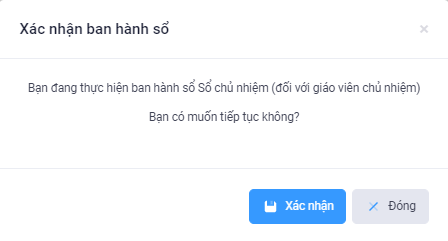 Xác nhận ban hành sổ
Bạn đang thực hiện ban hành sổ Sổ chủ nhiệm (đối với giáo viên chủ nhiệm)
Bạn có muốn tiếp tục không?
Xác nhận
Đóng